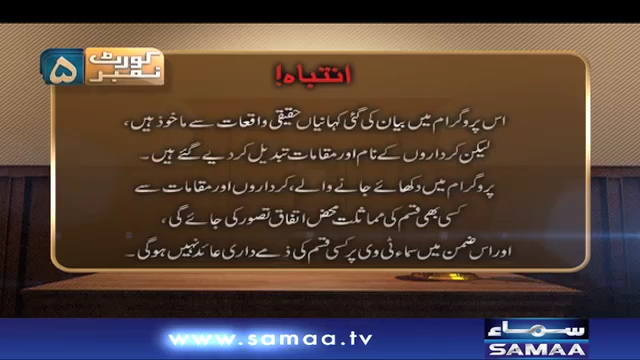 کورٹ نمبر ۵
انتباہ!
اس پروگرام میں بیان کی گئی کہانیاں حقیقی واقعات سے ماخوذ ہیں،
لیکن کرداروں کے نام اور مقامات تبدیل کر دیے گئے ہیں۔
پروگرام میں دکھائے جانے والے، کرداروں اور مقامات سے
کسی بھی قسم کی مماثلت محض اتفاق تصور کی جائے گی،
اور اس ضمن میں سماء ٹی وی پر کسی قسم کی ذمے داری عائد نہیں ہوگی۔
www.samaa.tv
سماء
SAMAA